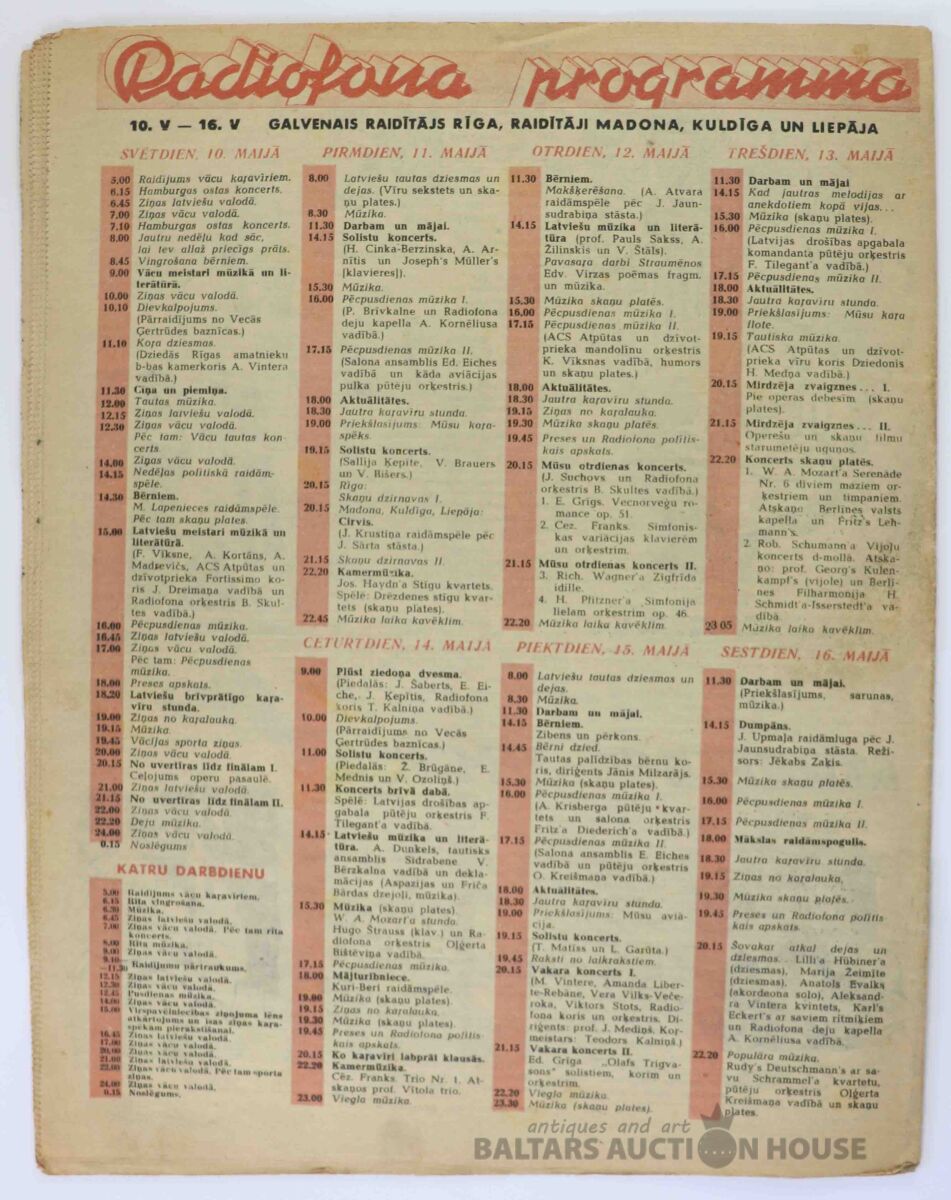 Radiofona programma
10. V — 16. V GALVENAIS RAIDĪTĀJS RĪGA, RAIDĪTĀJI MADONA, KULDĪGA UN LIEPĀJA
SVĒTDIEN, 10. MAIJĀ
5.00 Raidījums vācu kaŗavīriem.
6.15 Hamburgas ostas koncerts.
6.45 Ziņas latviešu valodā.
7.00 Ziņas vācu valodā.
7.10 Hamburgas ostas koncerts.
8.00 Jautru nedēļu kad sāc,
lai tev allaž priecīgs prāts.
8.45 Vingrošana bērniem.
9.00 Vācu meistari mūzikā un li-
terātūrā.
10.00 Ziņas vācu valodā.
10.10 Dievkalpojums.
(Pārraidījums no Vecās
Ģertrūdes baznīcas.)
11.10 Koŗa dziesmas.
(Dziedās Rīgas amatnieku
b-bas kamerkoris A. Vintera
vadībā.)
11.30 Cīņa un piemiņa.
12.00 Tautas mūzika.
12.15 Ziņas latviešu valodā.
12.30 Ziņas vācu valodā.
Pēc tam: Vācu tautas kon-
certs.
14.00 Ziņas vācu valodā.
14.15 Nedēļas polītiskā raidām-
spēle.
14.30 Bērniem.
M. Lapenieces raidāmspēle.
Pēc tam skaņu plates.
15.00 Latviešu meistari mūzikā un
literātūrā.
(F. Vīksne, A. Kortāns, A.
Madrevičs, ACS Atpūtas un
dzīvotprieka Fortissimo ko-
ris J. Dreimaņa vadībā un
Radiofona orķestris B. Skul-
tes vadībā.)
16.00 Pēcpusdienas mūzika.
16.45 Ziņas latviešu valodā.
17.00 Ziņas vācu valodā.
Pēc tam: Pēcpusdienas
mūzika.
18.00 Preses apskats.
18.20 Latviešu brīvprātīgo kaŗa-
vīru stunda.
19.00 Ziņas no kaŗalauka.
19.15 Mūzika.
19.45 Vācijas sporta ziņas.
20.00 Ziņas vācu valodā.
20.15 No uvertīras līdz finālam I.
Ceļojums operu pasaulē.
21.00 Ziņas latviešu valodā.
21.15 No uvertīras līdz finālam II.
22.00 Ziņas vācu valodā.
22.20 Deju mūzika.
24.00 Ziņas vācu valodā.
0.15 Noslēgums
KATRU DARBDIENU
5.00 Raidījums vācu kaŗavīriem.
6.15 Rīta vingrošana.
6.30 Mūzika.
6.45 Ziņas latviešu valodā.
7.00 Ziņas vācu valodā. Pēc tam rīta
koncerts.
8.00 Rīta mūzika.
9.00 Ziņas vācu valodā.
9.10—
—11.30 Raidījumu pārtraukums.
12.15 Ziņas latviešu valodā.
12.30 Ziņas vācu valodā.
12.45 Pusdienas mūzika.
14.00 Ziņas vācu valodā.
15.00 Virspavēlniecības ziņojuma lēns
atkārtojums un īsas ziņas kaŗa-
spēkam pierakstīšanai.
16.45 Ziņas latviešu valodā.
17.00 Ziņas vācu valodā.
20.00 Ziņas vācu valodā.
21.00 Ziņas latviešu valodā.
22.00 Ziņas vācu valodā. Pēc tam sporta
ziņas.
24.00 Ziņas vācu valodā.
0.15 Noslēgums.
PIRMDIEN, 11. MAIJĀ
8.00 Latviešu tautas dziesmas un
dejas. (Vīru sekstets un ska-
ņu plates.)
8.30 Mūzika.
11.30 Darbam un mājai.
14.15 Solistu koncerts.
(H. Cinka-Berzinska, A. Ar-
nītis un Joseph's Müller's
[klavieres]).
15.30 Mūzika.
16.00 Pēcpusdienas mūzika I.
(P. Brīvkalne un Radiofona
deju kapella A. Kornēliusa
vadībā.)
17.15 Pēcpusdienas mūzika II.
(Salona ansamblis Ed. Eiches
vadībā un kāda aviācijas
pulka pūtēju orķestris.)
18.00 Aktuālitātes.
18.30 Jautra kaŗavīru stunda.
19.00 Priekšlasījums: Mūsu kaŗa-
spēks.
19.15 Solistu koncerts.
(Sallija Ķepīte, V. Brauers
un V. Bišers.)
20.15 Rīga:
Skaņu dzirnavas I.
20.15 Madona, Kuldīga, Liepāja:
Cirvis.
(J. Krustiņa raidāmspēle pēc
J. Sārta stāsta.)
21.15 Skaņu dzirnavas II
22.20 Kamermūzika.
Jos. Haydn'a Stīgu kvartets.
Spēlē: Drezdenes stīgu kvar-
tets (skaņu plates).
22.45 Mūzika laika kavēklim.
OTRDIEN, 12. MAIJĀ
11.30 Bērniem.
Makšķerēšana. (A. Atvara
raidāmspēle pēc J. Jaun-
sudrabiņa stāsta.)
14.15 Latviešu mūzika un literā-
tūra (prof. Pauls Sakss, A.
Žilinskis un V. Štāls).
Pavasaŗa darbi Straumēnos
Edv. Virzas poēmas fragm.
un mūzika.
15.30 Mūzika skaņu platēs.
16.00 Pēcpusdienas mūzika I.
17.15 Pēcpusdienas mūzika II.
(ACS Atpūtas un dzīvot-
prieka mandolīnu orķestris
K. Vīksnas vadībā, humors
un skaņu plates.)
18.00 Aktuālitātes.
18.30 Jautra kaŗavīru stunda.
19.15 Ziņas no kaŗalauka.
19.30 Mūzika skaņu platēs.
19.45 Preses un Radiofona polītis-
kais apskats.
20.15 Mūsu otrdienas koncerts.
(J. Suchovs un Radiofona
orķestris B. Skultes vadībā.)
1. E. Grigs. Vecnorveģu ro-
mance op. 51.
2. Cez. Franks. Simfonis-
kas variācijas klavierēm
un orķestrim.
21.15 Mūsu otrdienas koncerts II.
3. Rich. Wagner'a Zigfrīda
idille.
4. H. Pfitzner'a Simfonija
lielam orķestrim op. 46.
22.20 Mūzika laika kavēklim.
TREŠDIEN, 13. MAIJĀ
11.30 Darbam un mājai
14.15 Kad jautras melodijas ar
anekdotiem kopā vijas...
15.30 Mūzika (skaņu plates).
16.00 Pēcpusdienas mūzika I.
(Latvijas drošības apgabala
komandanta pūtēju orķestris
F. Tilegant'a vadībā.)
17.15 Pēcpusdienas mūzika II.
18.00 Aktuālitātes.
18.30 Jautra kaŗavīru stunda.
19.00 Priekšlasījums: Mūsu kaŗa
flote.
19.15 Tautiska mūzika.
(ACS Atpūtas un dzīvot-
prieka vīru koris Dziedonis
H. Medņa vadībā.)
20.15 Mirdzēja zvaigznes... I.
Pie operas debesīm (skaņu
plates).
21.15 Mirdzēja zvaigznes... II.
Operešu un skaņu filmu
starumetēju ugunos.
22.20 Koncerts skaņu platēs.
1. W. A. Mozart'a Serenāde
Nr. 6 diviem maziem or-
ķestriem un timpaniem.
Atskaņo Berlīnes valsts
kapella un Fritz's Leh-
mann's.
2. Rob. Schumann'a Vijoļu
koncerts d-mollā. Atska-
ņo: prof. Georg's Kulen-
kampf's (vijole) un Berlī-
nes Filharmonija H.
Schmidt'a-Isserstedt'a va-
dībā.
23.05 Mūzika laika kavēklim.
CETURTDIEN, 14. MAIJĀ
9.00 Plūst ziedoņa dvesma.
(Piedalās: J. Šaberts, E. Ei-
che, J. Ķepītis, Radiofona
koris T. Kalniņa vadībā.)
10.00 Dievkalpojums.
(Pārraidījums no Vecās
Ģertrūdes baznīcas.)
11.00 Solistu koncerts.
(Piedalās: Ž. Brūgāne, E.
Mednis un V. Ozoliņš.)
11.30 Koncerts brīvā dabā.
Spēlē: Latvijas drošības ap-
gabala pūtēju orķestris F.
Tilegant'a vadībā.
14.15 Latviešu mūzika un literā-
tūra. A. Dunkels, tautisks
ansamblis Sidrabene V.
Bērzkalna vadībā un dekla-
mācijas (Aspazijas un Friča
Bārdas dzejoļi, mūzika).
15.30 Mūzika (skaņu plates).
W. A. Mozart'a stunda.
Hugo Štrauss (klav.) un Ra-
diofona orķestris Oļģerta
Bištēviņa vadībā.
17.15 Pēcpusdienas mūzika.
18.00 Mājturībniece.
Kuri-Beri raidāmspēle.
19.00 Mūzika (skaņu plates).
19.15 Ziņas no kaŗalauka.
19.30 Mūzika (skaņu plates).
19.45 Preses un Radiofona polītis-
kais apskats.
20.15 Ko kaŗavīri labprāt klausās.
22.20 Kamermūzika.
Cēz. Franks. Trio Nr. 1. At-
skaņos prof. Vītola trio.
23.00 Viegla mūzika.
PIEKTDIEN, 15. MAIJĀ
8.00 Latviešu tautas dziesmas un
dejas.
8.30 Mūzika.
11.30 Darbam un mājai.
14.15 Bērniem.
Zibens un pērkons.
14.45 Bērni dzied.
Tautas palīdzības bērnu ko-
ris, diriģents Jānis Milzarājs.
15.30 Mūzika (skaņu plates).
16.00 Pēcpusdienas mūzika I.
(A. Krisberga pūtēju kvar-
tets un salona orķestris
Fritz'a Diederich'a vadībā.)
17.15 Pēcpusdienas mūzika II.
(Salona ansamblis E. Eiches
vadībā un pūtēju orķestris
O. Kreišmaņa vadībā.)
18.00 Aktuālitātes.
18.30 Jautra kaŗavīru stunda.
19.00 Priekšlasījums: Mūsu aviā-
cija.
19.15 Solistu koncerts.
(T. Matīss un L. Garūta.)
19.45 Raksti no laikrakstiem.
20.15 Vakara koncerts I.
(M. Vintere, Amanda Liber-
te-Rebāne, Vera Vilks-Veče-
roka, Viktors Stots, Radio-
fona koris un orķestris. Di-
riģents: prof. J. Mediņš. Koŗ-
meistars: Teodors Kalniņš.)
21.15 Vakara koncerts II.
Ed. Grīga „Olafs Trigva-
sons" solistiem, korim un
orķestrim.
22.20 Viegla mūzika.
23.30 Mūzika (skaņu plates).
SESTDIEN, 16. MAIJĀ
11.30 Darbam un mājai.
(Priekšlasījums, sarunas,
mūzika.)
14.15 Dumpāns.
J. Upmaļa raidāmluga pēc J.
Jaunsudrabiņa stāsta. Reži-
sors: Jēkabs Zaķis.
15.30 Mūzika skaņu platēs.
16.00 Pēcpusdienas mūzika I.
17.15 Pēcpusdienas mūzika II.
18.00 Mākslas raidāmspogulis.
18.30 Jautra kaŗavīru stunda.
19.15 Ziņas no kaŗalauka,
19.30 Mūzika skaņu platēs.
19.45 Preses un Radiofona polītis-
kais apskats.
20.15 Šovakar atkal dejas un
dziesmas. Lilli'a Hübiner'a
(dziesmas), Marija Žeimīte
(dziesmas), Anatols Evalks
(akordeona solo), Aleksand-
ra Vintera kvintets, Karl's
Eckert's ar saviem ritmiķiem
un Radiofona deju kapella
A. Kornēliusa vadībā.
22.20 Populāra mūzika.
Rudy's Deutschmann's ar sa-
vu Schrammel'a kvartetu,
pūtēju orķestris Oļģerta
Kreišmaņa vadībā un skaņu
plates.
antiques and art
BALTARS AUCTION HOUSE